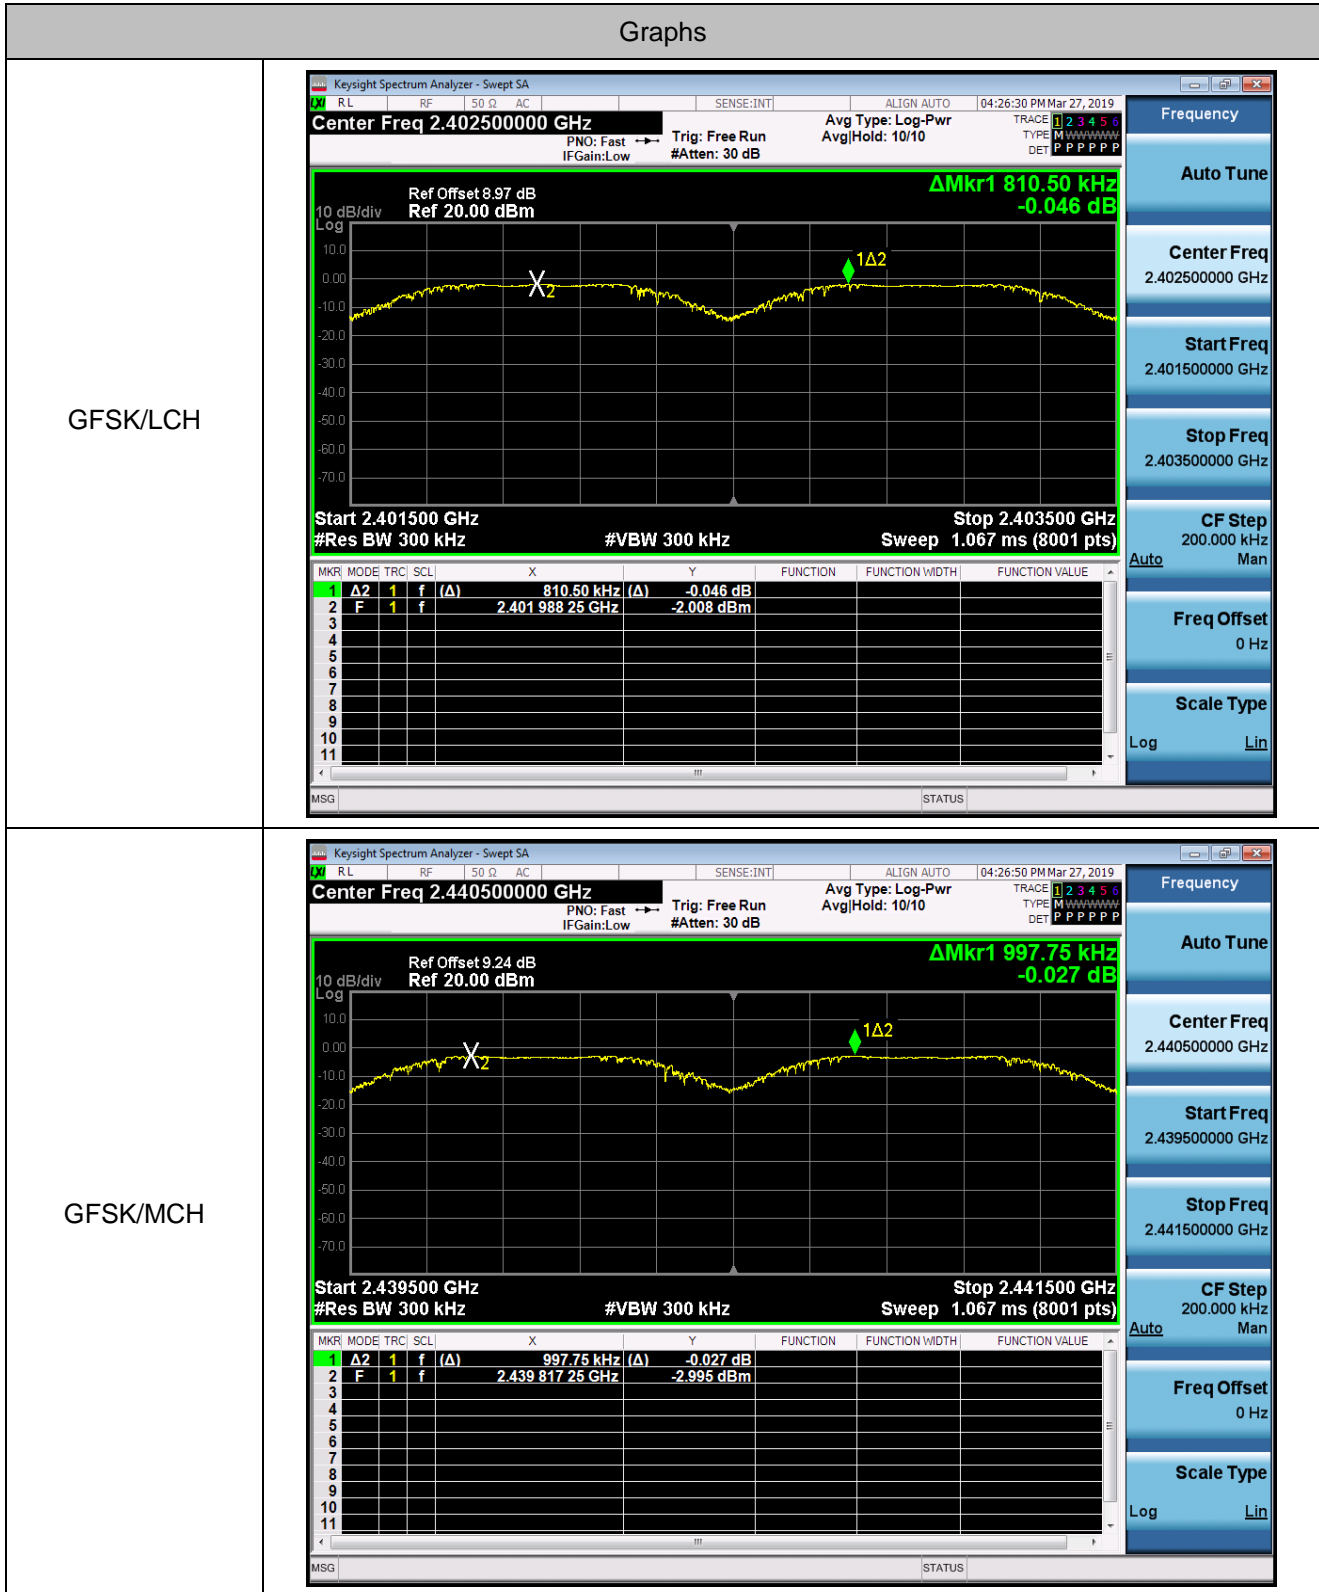 Graphs
GFSK/LCH
Keysight Spectrum Analyzer - Swept SA
LXI RL RF 50 Ω AC SENSE:INT ALIGN AUTO 04:26:30 PM Mar 27, 2019
Center Freq 2.402500000 GHz
Avg Type: Log-Pwr
TRACE 1 2 3 4 5 6
PNO: Fast
Trig: Free Run
Avg|Hold: 10/10
TYPE M WWWWW
IFGain:Low
#Atten: 30 dB
DET P P P P P P
ΔMkr1 810.50 kHz
-0.046 dB
Ref Offset 8.97 dB
10 dB/div Ref 20.00 dBm
Log
10.0
0.00
-10.0
-20.0
-30.0
-40.0
-50.0
-60.0
-70.0
1Δ2
X2
Start 2.401500 GHz
Stop 2.403500 GHz
#Res BW 300 kHz #VBW 300 kHz Sweep 1.067 ms (8001 pts)
MKR MODE TRC SCL X Y FUNCTION FUNCTION WIDTH FUNCTION VALUE
1 Δ2 1 f (Δ) 810.50 kHz (Δ) -0.046 dB
2 F 1 f 2.401 988 25 GHz -2.008 dBm
3
4
5
6
7
8
9
10
11
MSG STATUS
Frequency
Auto Tune
Center Freq
2.402500000 GHz
Start Freq
2.401500000 GHz
Stop Freq
2.403500000 GHz
CF Step
200.000 kHz
Auto Man
Freq Offset
0 Hz
Scale Type
Log Lin
GFSK/MCH
Keysight Spectrum Analyzer - Swept SA
LXI RL RF 50 Ω AC SENSE:INT ALIGN AUTO 04:26:50 PM Mar 27, 2019
Center Freq 2.440500000 GHz
Avg Type: Log-Pwr
TRACE 1 2 3 4 5 6
PNO: Fast
Trig: Free Run
Avg|Hold: 10/10
TYPE M WWWWW
IFGain:Low
#Atten: 30 dB
DET P P P P P P
ΔMkr1 997.75 kHz
-0.027 dB
Ref Offset 9.24 dB
10 dB/div Ref 20.00 dBm
Log
10.0
0.00
-10.0
-20.0
-30.0
-40.0
-50.0
-60.0
-70.0
1Δ2
X2
Start 2.439500 GHz
Stop 2.441500 GHz
#Res BW 300 kHz #VBW 300 kHz Sweep 1.067 ms (8001 pts)
MKR MODE TRC SCL X Y FUNCTION FUNCTION WIDTH FUNCTION VALUE
1 Δ2 1 f (Δ) 997.75 kHz (Δ) -0.027 dB
2 F 1 f 2.439 817 25 GHz -2.995 dBm
3
4
5
6
7
8
9
10
11
MSG STATUS
Frequency
Auto Tune
Center Freq
2.440500000 GHz
Start Freq
2.439500000 GHz
Stop Freq
2.441500000 GHz
CF Step
200.000 kHz
Auto Man
Freq Offset
0 Hz
Scale Type
Log Lin